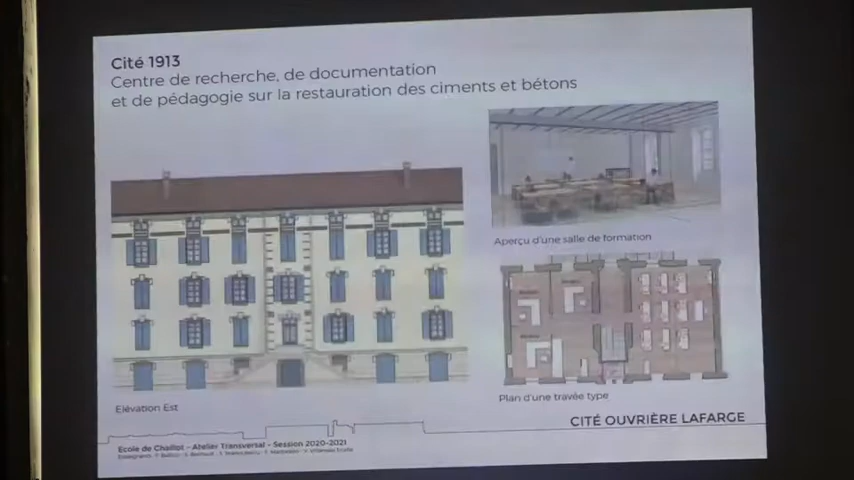 Cité 1913
Centre de recherche, de documentation
et de pédagogie sur la restauration des ciments et bétons
Aperçu d'une salle de formation
Plan d'une travée type
Elévation Est
CITÉ OUVRIÈRE LAFARGE
Ecole de Chaillot - Atelier Transversal - Session 2020-2021